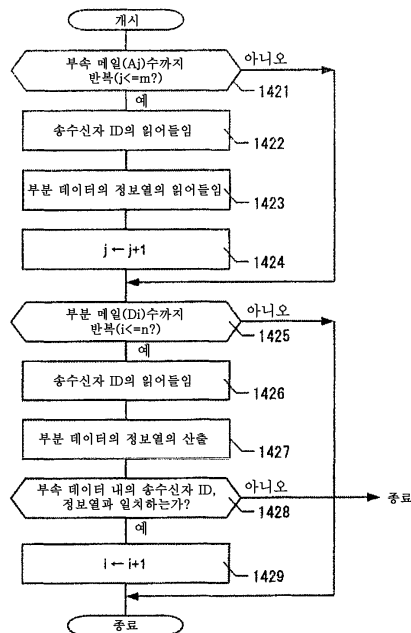 개시
부속 메일(Aj)수까지
반복(j<=m?)
아니오
1421
예
송수신자 ID의 읽어들임
1422
부분 데이터의 정보열의 읽어들임
1423
j ← j+1
1424
부분 메일(Di)수까지
반복(i<=n?)
아니오
1425
예
송수신자 ID의 읽어들임
1426
부분 데이터의 정보열의 산출
1427
부속 데이터 내의 송수신자 ID,
정보열과 일치하는가?
아니오
1428
종료
예
i ← i+1
1429
종료